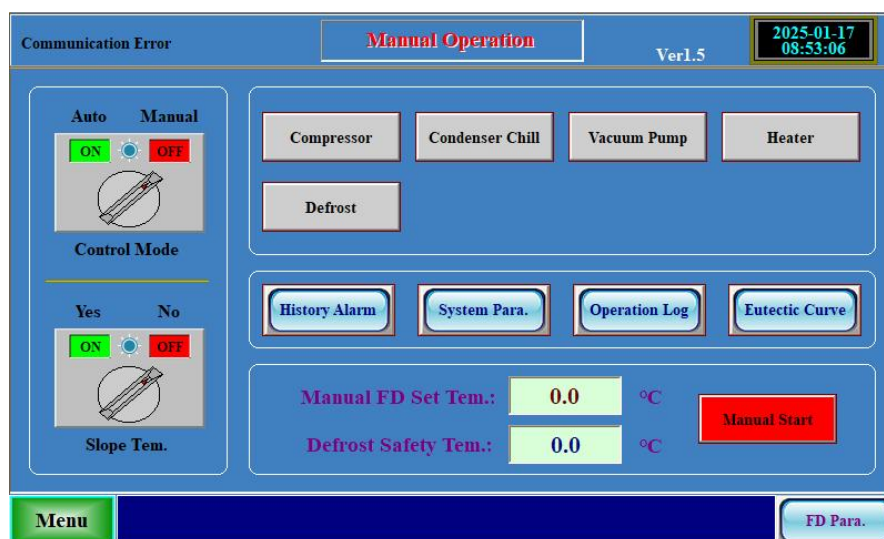 Communication Error
Manual Operation
Ver1.5
2025-01-17
08:53:06
Auto Manual
ON OFF
Control Mode
Yes No
ON OFF
Slope Tem.
Compressor
Condenser Chill
Vacuum Pump
Heater
Defrost
History Alarm
System Para.
Operation Log
Eutectic Curve
Manual FD Set Tem.: 0.0 °C
Defrost Safety Tem.: 0.0 °C
Manual Start
Menu
FD Para.